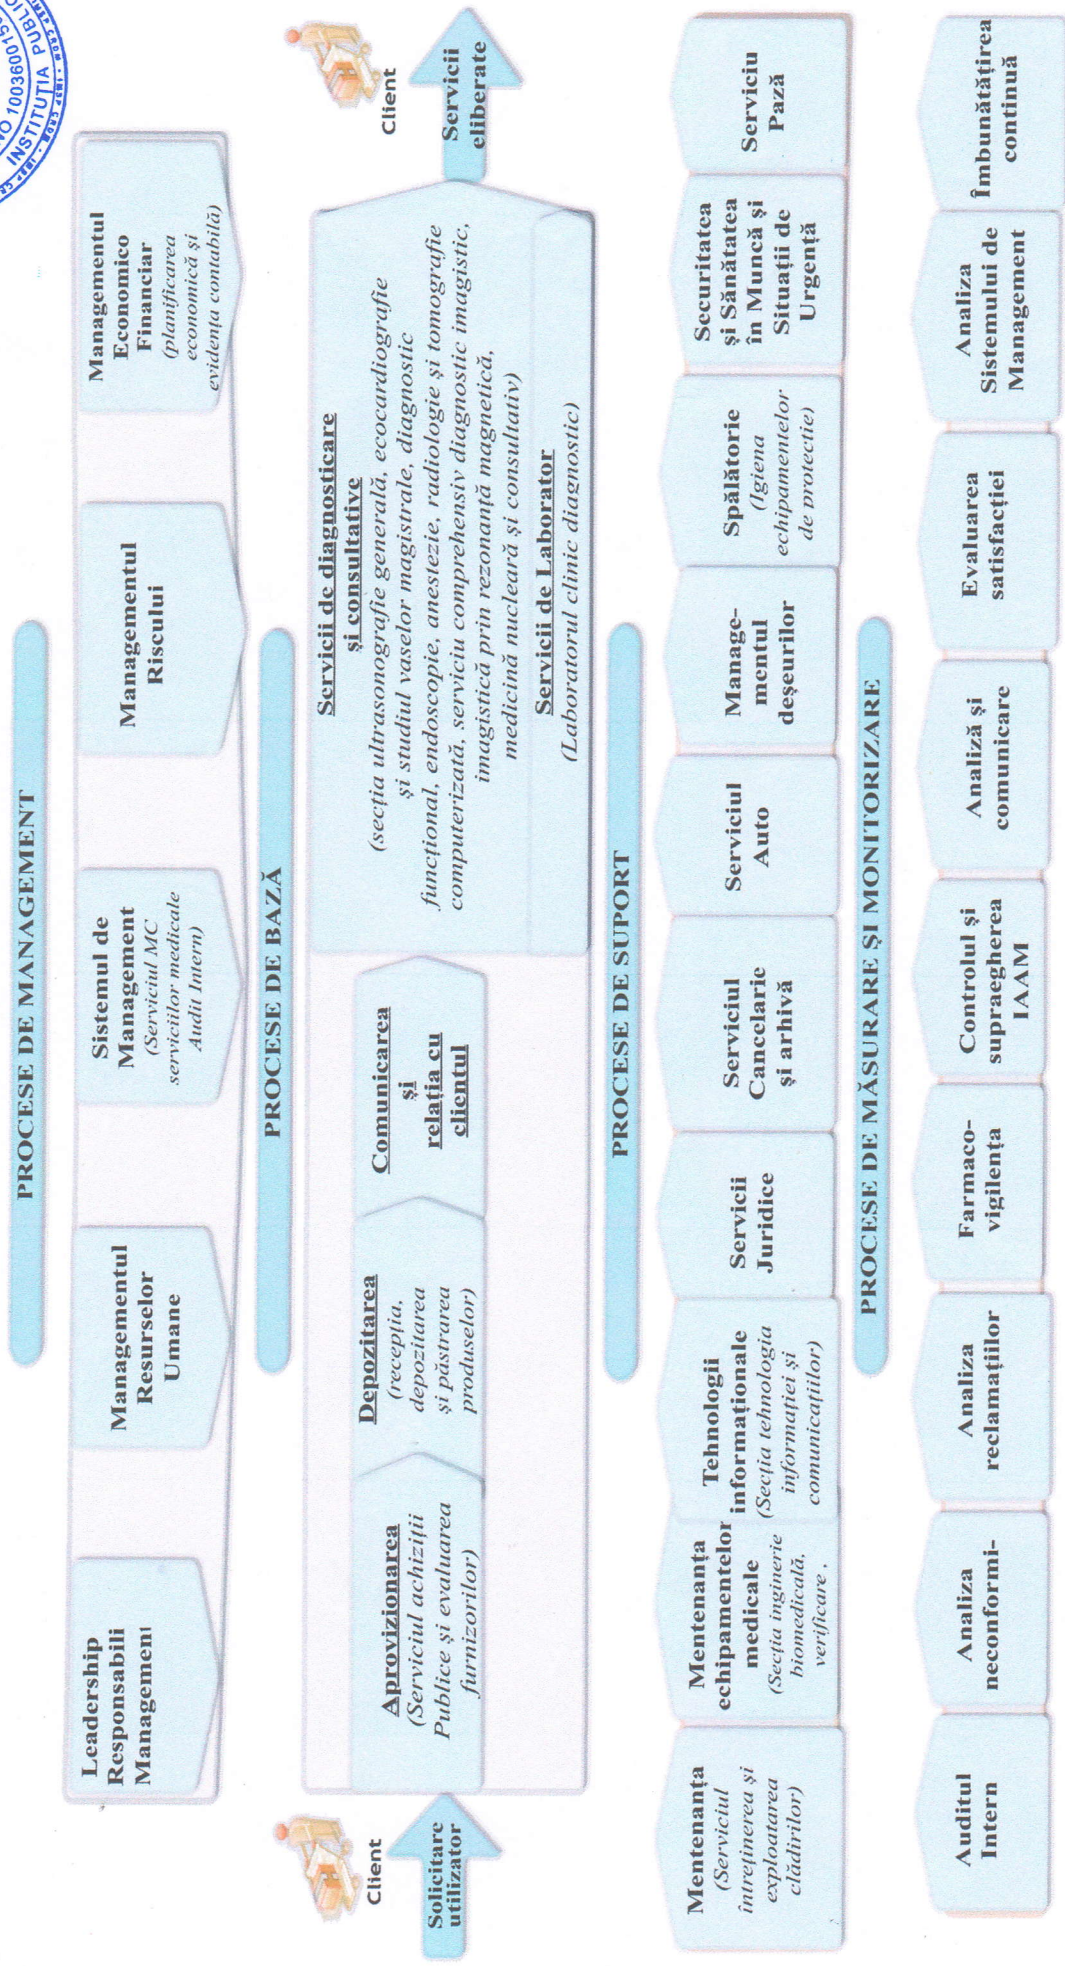 NO 1003600150
INSTITUȚIA PUBLIC
PROCESE DE MANAGEMENT
Leadership
Responsabili
Management
Managementul
Resurselor
Umane
Sistemul de
Management
(Serviciul MC
serviciilor medicale
Audit Intern)
Managementul
Riscului
Managementul
Economico
Financiar
(planificarea
economică și
evidența contabilă)
PROCESE DE BAZĂ
Client
Solicitare
utilizator
Aprovizionarea
(Serviciul achiziții
Publice și evaluarea
furnizorilor)
Depozitarea
(recepția,
depozitarea
și păstrarea
produselor)
Comunicarea
și
relația cu
clientul
Servicii de diagnosticare
și consultative
(secția ultrasonografie generală, ecocardiografie
și studiul vaselor magistrale, diagnostic
funcțional, endoscopie, anestezie, radiologie și tomografie
computerizată, serviciu comprehensiv diagnostic imagistic,
imagistică prin rezonanță magnetică,
medicină nucleară și consultativ)
Servicii de Laborator
(Laboratorul clinic diagnostic)
Client
Servicii
eliberate
PROCESE DE SUPORT
Mentenanța
(Serviciul
întreținerea și
exploatarea
clădirilor)
Mentenanța
echipamentelor
medicale
(Secția inginerie
biomedicală,
verificare,
Tehnologii
informaționale
(Secția tehnologia
informației și
comunicațiilor)
Servicii
Juridice
Serviciul
Cancelarie
și arhivă
Serviciul
Auto
Manage-
mentul
deșeurilor
Spălătorie
(Igiena
echipamentelor
de protectie)
Securitatea
și Sănătatea
în Muncă și
Situații de
Urgență
Serviciu
Pază
PROCESE DE MĂSURARE ȘI MONITORIZARE
Auditul
Intern
Analiza
neconformi-
Analiza
reclamațiilor
Farmaco-
vigilența
Controlul și
supraegherea
IAAM
Analiză și
comunicare
Evaluarea
satisfacției
Analiza
Sistemului de
Management
Îmbunătățirea
continuă